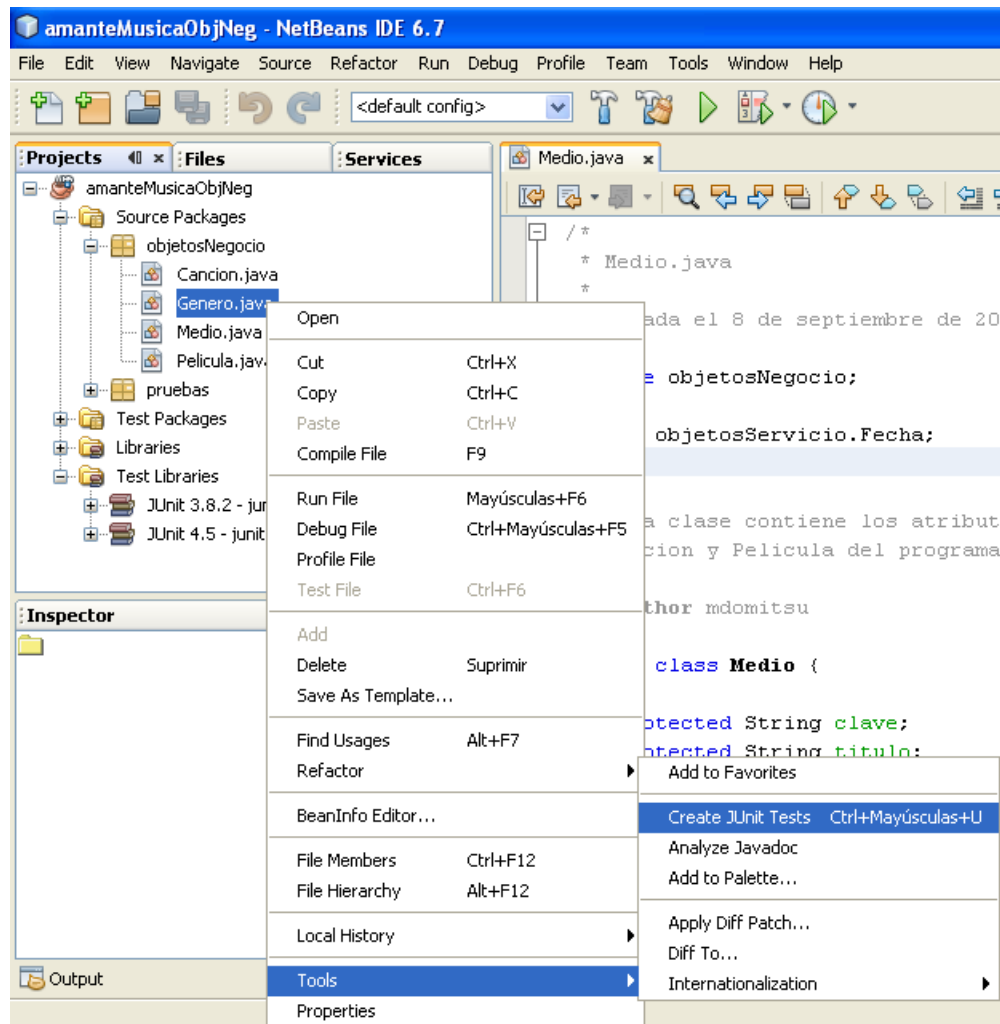 amanteMusicaObjNeg - NetBeans IDE 6.7
File Edit View Navigate Source Refactor Run Debug Profile Team Tools Window Help
<default config>
Projects Files Services
amanteMusicaObjNeg
Source Packages
objetosNegocio
Cancion.java
Genero.java
Medio.java
Pelicula.jav
pruebas
Test Packages
Libraries
Test Libraries
JUnit 3.8.2 - jur
JUnit 4.5 - junit
Inspector
Output
Medio.java
/*
* Medio.java
*
ada el 8 de septiembre de 20
objetosNegocio;
objetosServicio.Fecha;
a clase contiene los atribut
cion y Pelicula del programa
thor mdomitsu
class Medio {
otected String clave;
otected String titulo;
Open
Cut Ctrl+X
Copy Ctrl+C
Paste Ctrl+V
Compile File F9
Run File Mayúsculas+F6
Debug File Ctrl+Mayúsculas+F5
Profile File
Test File Ctrl+F6
Add
Delete Suprimir
Save As Template...
Find Usages Alt+F7
Refactor
BeanInfo Editor...
File Members Ctrl+F12
File Hierarchy Alt+F12
Local History
Tools
Properties
Add to Favorites
Create JUnit Tests Ctrl+Mayúsculas+U
Analyze Javadoc
Add to Palette...
Apply Diff Patch...
Diff To...
Internationalization